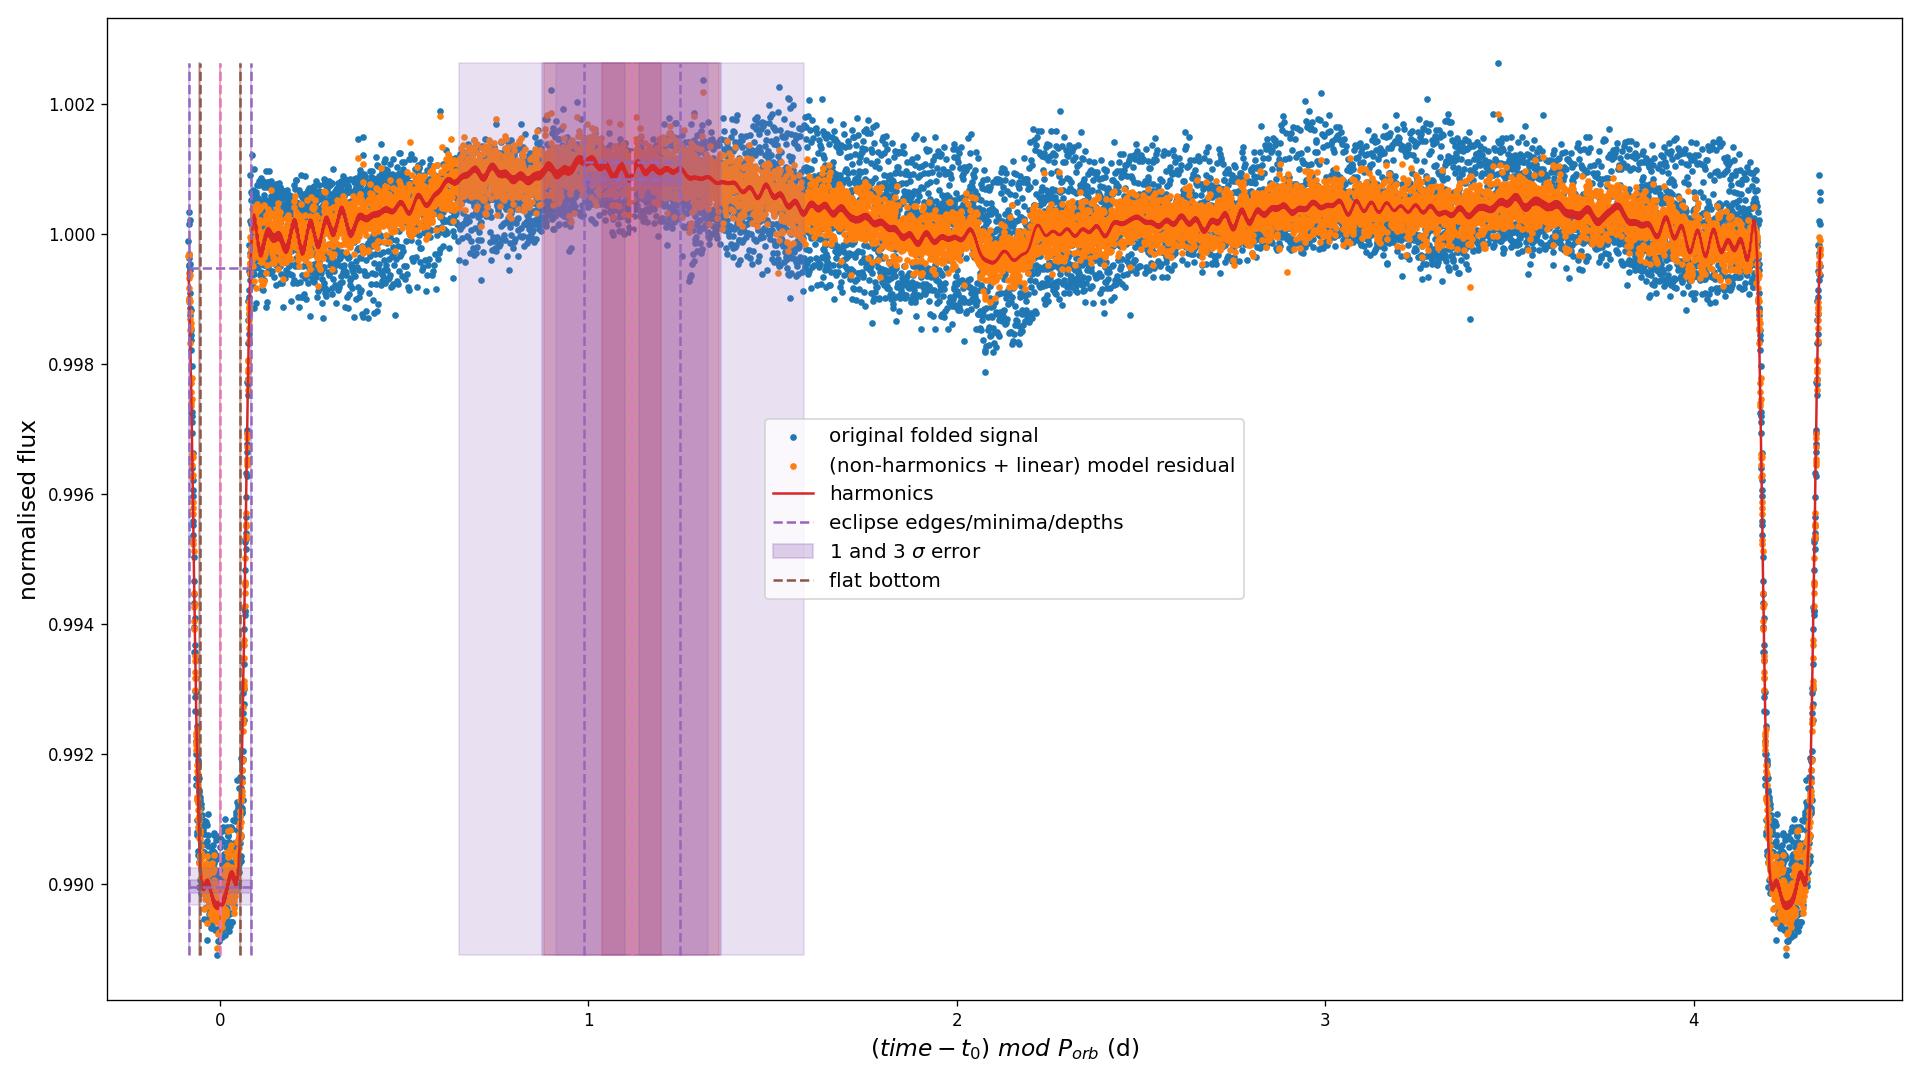 normalised flux
1.002
1.000
0.998
0.996
0.994
0.992
0.990
original folded signal
(non-harmonics + linear) model residual
harmonics
eclipse edges/minima/depths
1 and 3 σ error
flat bottom
0 1 2 3 4
(time − t₀) mod Pₒᵣb (d)